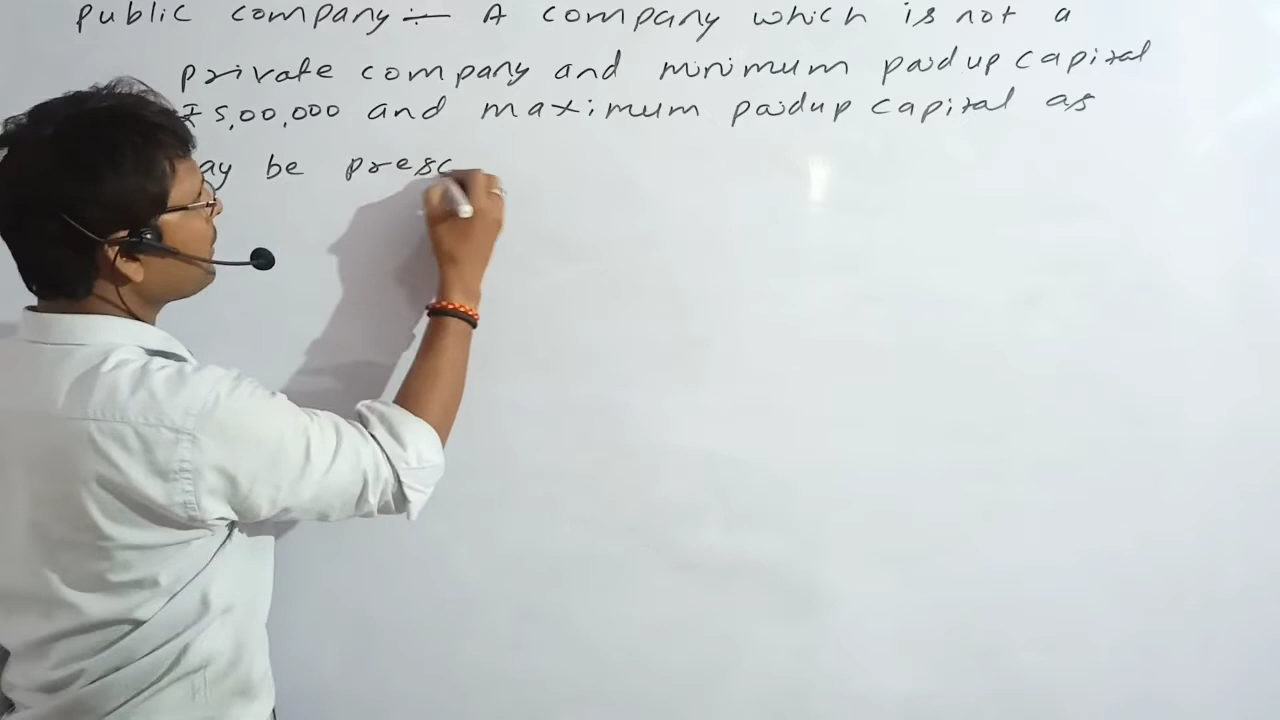 public company :- A company which is not a
private company and minimum paidup capital
₹ 5,00,000 and maximum paidup capital as
ay be presc